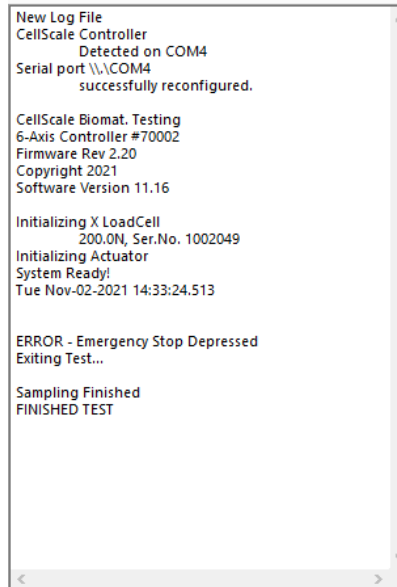 New Log File
CellScale Controller
Detected on COM4
Serial port \\.\COM4
successfully reconfigured.
CellScale Biomat. Testing
6-Axis Controller #70002
Firmware Rev 2.20
Copyright 2021
Software Version 11.16
Initializing X LoadCell
200.0N, Ser.No. 1002049
Initializing Actuator
System Ready!
Tue Nov-02-2021 14:33:24.513
ERROR - Emergency Stop Depressed
Exiting Test...
Sampling Finished
FINISHED TEST